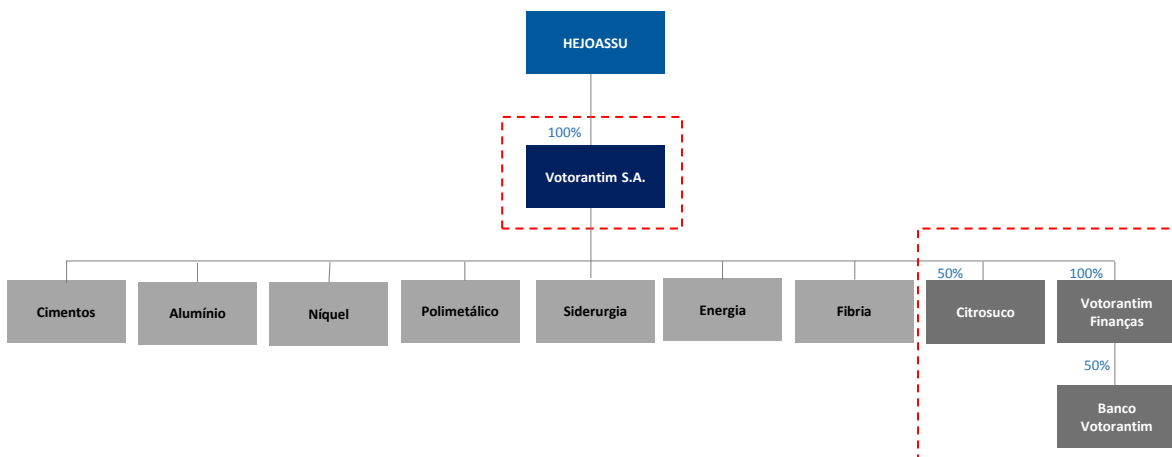 HEJOASSU
100%
Votorantim S.A.
50%
100%
Cimentos
Alumínio
Níquel
Polimetálico
Siderurgia
Energia
Fibria
Citrosuco
Votorantim
Finanças
50%
Banco
Votorantim